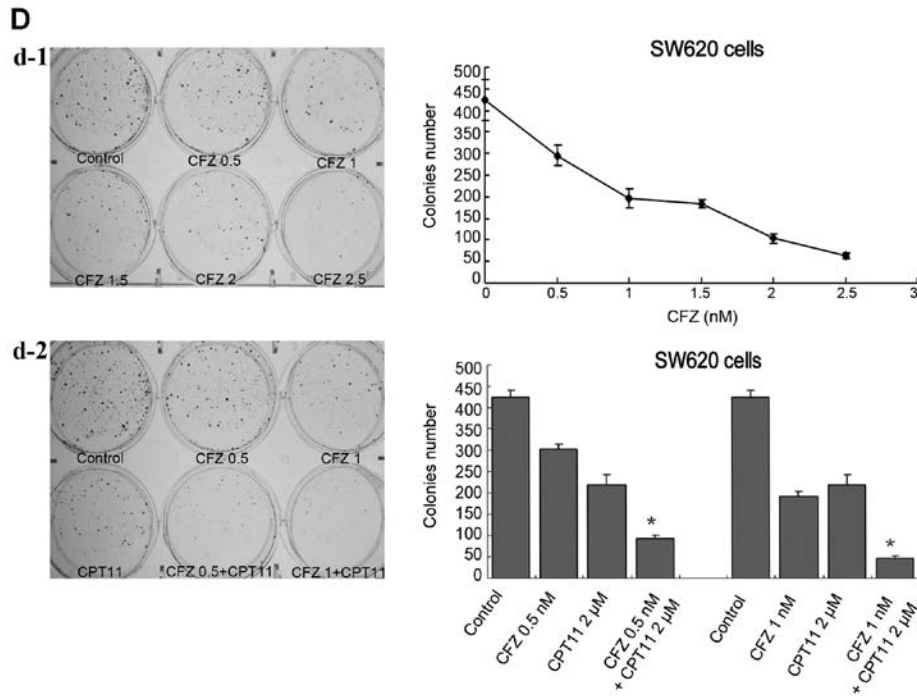 D
d-1
Control
CFZ 0.5
CFZ 1
CFZ 1.5
CFZ 2
CFZ 2.5
SW620 cells
Colonies number
500
450
350
300
200
150
100
50
0
0 0.5 1 1.5 2 2.5 3
CFZ (nM)
d-2
Control
CFZ 0.5
CFZ 1
CPT11
CFZ 0.5+CPT11
CFZ 1+CPT11
SW620 cells
Colonies number
500
450
350
300
200
150
100
50
0
*
*
Control
CFZ 0.5 nM
CPT11 2 µM
CFZ 0.5 nM
+ CPT11 2 µM
Control
CFZ 1 nM
CPT11 2 µM
CFZ 1 nM
+ CPT11 2 µM